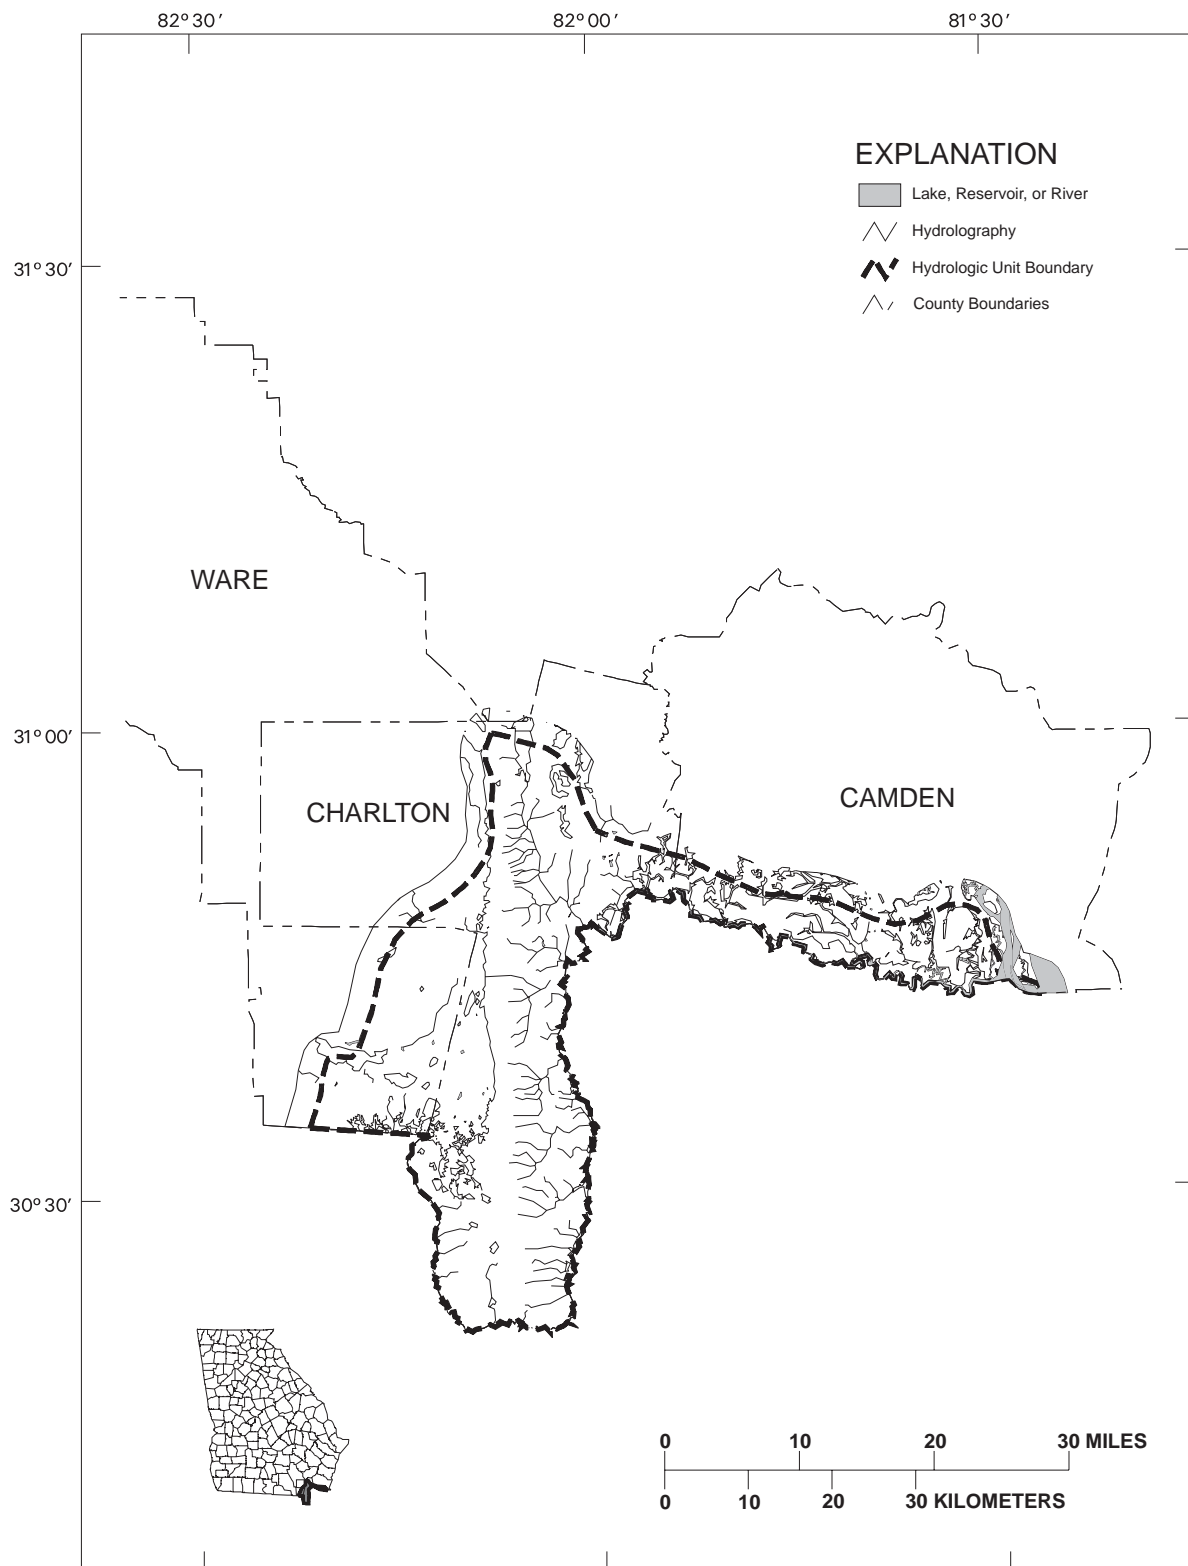 82° 30′ 82° 00′ 81° 30′
EXPLANATION
Lake, Reservoir, or River
Hydrolography
Hydrologic Unit Boundary
County Boundaries
31° 30′
WARE
31° 00′
CHARLTON
CAMDEN
30° 30′
0 10 20 30 MILES
0 10 20 30 KILOMETERS